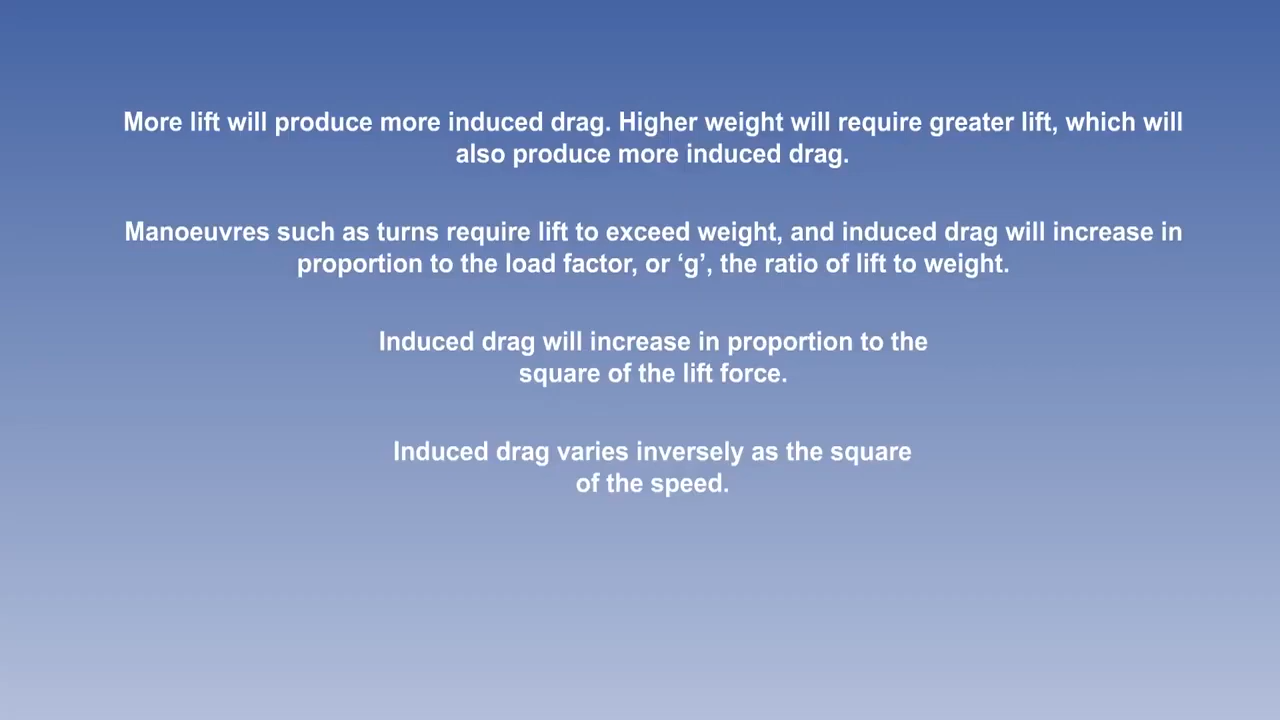 More lift will produce more induced drag. Higher weight will require greater lift, which will
also produce more induced drag.
Manoeuvres such as turns require lift to exceed weight, and induced drag will increase in
proportion to the load factor, or ‘g’, the ratio of lift to weight.
Induced drag will increase in proportion to the
square of the lift force.
Induced drag varies inversely as the square
of the speed.